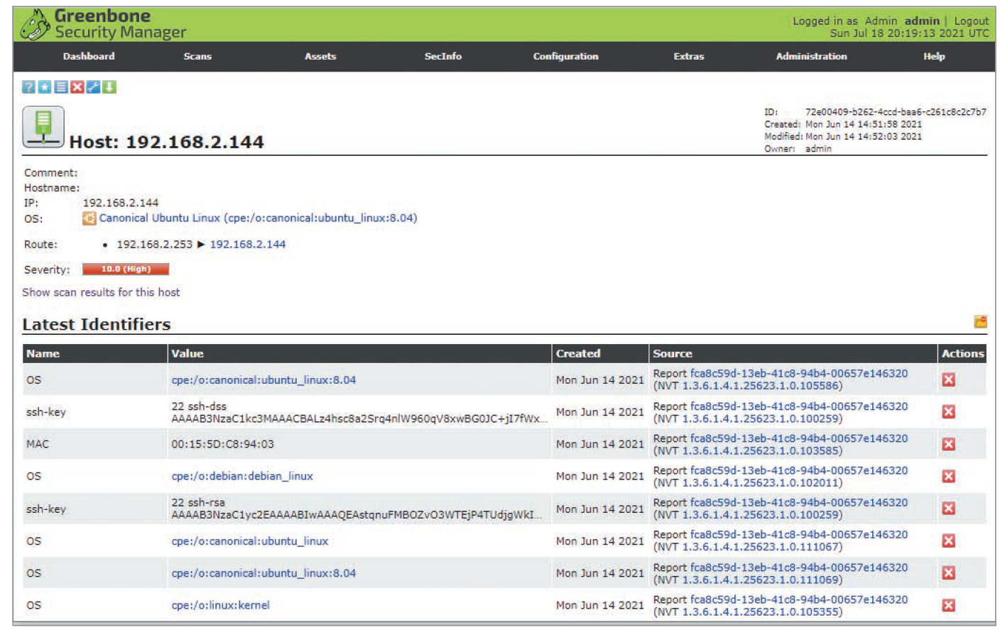 Greenbone
Security Manager
Logged in as Admin admin | Logout
Sun Jul 18 20:19:13 2021 UTC
Dashboard Scans Assets SecInfo Configuration Extras Administration Help
Host: 192.168.2.144
ID: 72e00409-b262-4ccd-baa6-c261c8c2c7b7
Created: Mon Jun 14 14:51:58 2021
Modified: Mon Jun 14 14:52:03 2021
Owner: admin
Comment:
Hostname:
IP: 192.168.2.144
OS: Canonical Ubuntu Linux (cpe:/o:canonical:ubuntu_linux:8.04)
Route: • 192.168.2.253 ► 192.168.2.144
Severity: 10.0 (High)
Show scan results for this host
Latest Identifiers
Name Value Created Source Actions
OS cpe:/o:canonical:ubuntu_linux:8.04 Mon Jun 14 2021 Report fca8c59d-13eb-41c8-94b4-00657e146320
(NVT 1.3.6.1.4.1.25623.1.0.105586)
ssh-key 22 ssh-dss
AAAAB3NzaC1kc3MAAACBALz4hsc8a2Srq4nlW960qV8xwBG0JC+jI7fWx... Mon Jun 14 2021 Report fca8c59d-13eb-41c8-94b4-00657e146320
(NVT 1.3.6.1.4.1.25623.1.0.100259)
MAC 00:15:5D:C8:94:03 Mon Jun 14 2021 Report fca8c59d-13eb-41c8-94b4-00657e146320
(NVT 1.3.6.1.4.1.25623.1.0.103585)
OS cpe:/o:debian:debian_linux Mon Jun 14 2021 Report fca8c59d-13eb-41c8-94b4-00657e146320
(NVT 1.3.6.1.4.1.25623.1.0.102011)
ssh-key 22 ssh-rsa
AAAAB3NzaC1yc2EAAAABIwAAAQEAstqnuFMBOZvO3WTEjP4TUdjgWkI... Mon Jun 14 2021 Report fca8c59d-13eb-41c8-94b4-00657e146320
(NVT 1.3.6.1.4.1.25623.1.0.100259)
OS cpe:/o:canonical:ubuntu_linux Mon Jun 14 2021 Report fca8c59d-13eb-41c8-94b4-00657e146320
(NVT 1.3.6.1.4.1.25623.1.0.111067)
OS cpe:/o:canonical:ubuntu_linux:8.04 Mon Jun 14 2021 Report fca8c59d-13eb-41c8-94b4-00657e146320
(NVT 1.3.6.1.4.1.25623.1.0.111069)
OS cpe:/o:linux:kernel Mon Jun 14 2021 Report fca8c59d-13eb-41c8-94b4-00657e146320
(NVT 1.3.6.1.4.1.25623.1.0.105355)